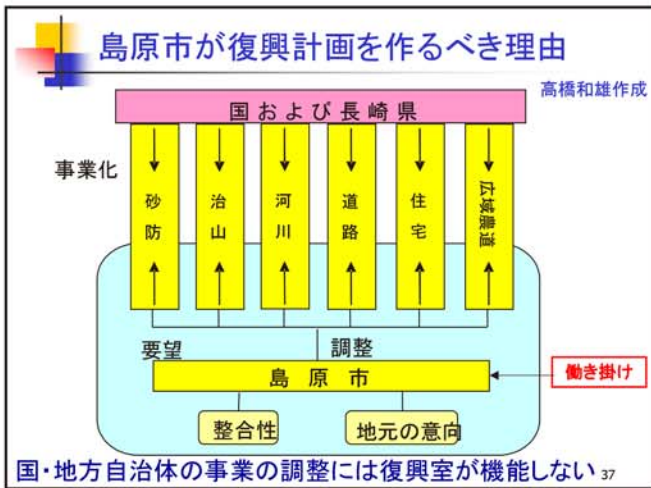 島原市が復興計画を作るべき理由
高橋和雄作成
国および長崎県
事業化
砂防
治山
河川
道路
住宅
広域農道
要望
調整
島原市
働き掛け
整合性
地元の意向
国・地方自治体の事業の調整には復興室が機能しない
37